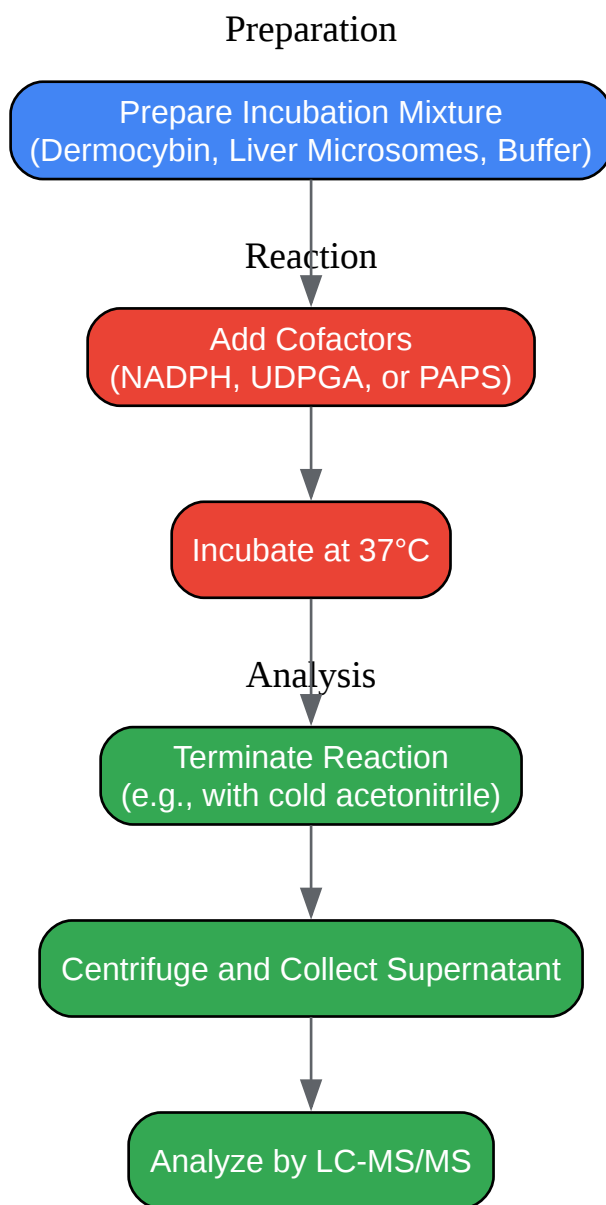 Preparation
Prepare Incubation Mixture
(Dermocybin, Liver Microsomes, Buffer)
Reaction
Add Cofactors
(NADPH, UDPGA, or PAPS)
Incubate at 37°C
Analysis
Terminate Reaction
(e.g., with cold acetonitrile)
Centrifuge and Collect Supernatant
Analyze by LC-MS/MS